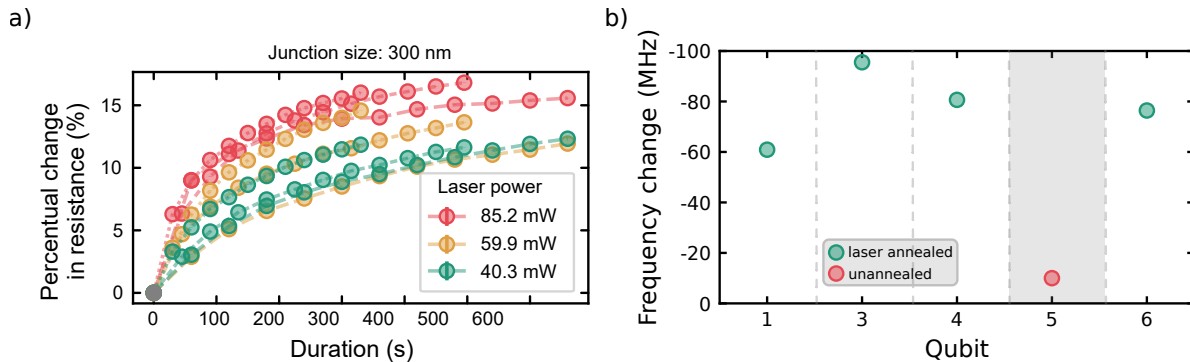 a)
Junction size: 300 nm
Percentual change
in resistance (%)
15
10
5
0
0 100 200 300 400 500 600
Duration (s)
Laser power
85.2 mW
59.9 mW
40.3 mW
b)
Frequency change (MHz)
-100
-80
-60
-40
-20
0
laser annealed
unannealed
1 3 4 5 6
Qubit